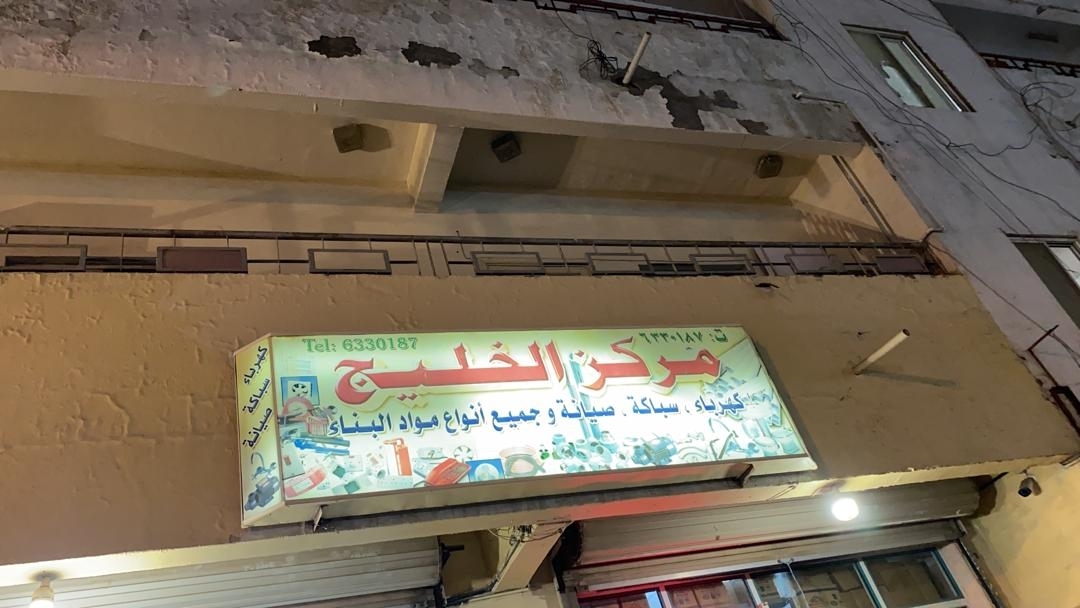 ت: ٦٣٣٠١٨٧
Tel: 6330187
مركز الخليج
كهرباء . سباكة . صيانة و جميع أنواع مواد البناء
كهرباء
سباكة
صيانة